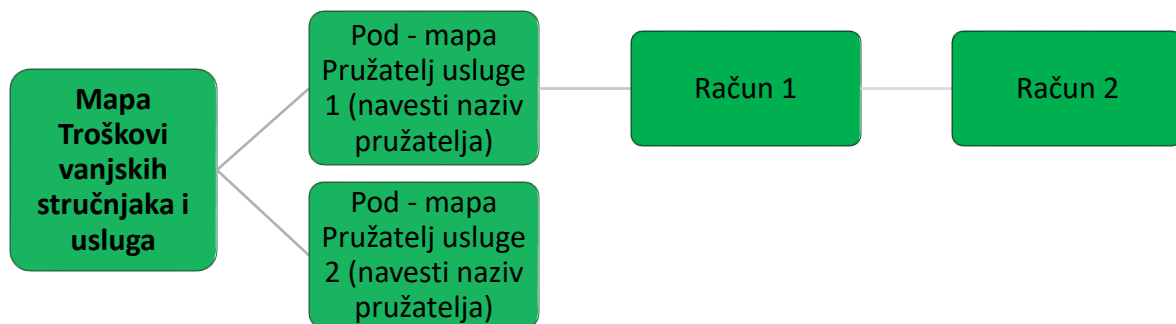 Mapa
Troškovi
vanjskih
stručnjaka i
usluga
Pod - mapa
Pružatelj usluge
1 (navesti naziv
pružatelja)
Račun 1
Račun 2
Pod - mapa
Pružatelj usluge
2 (navesti naziv
pružatelja)